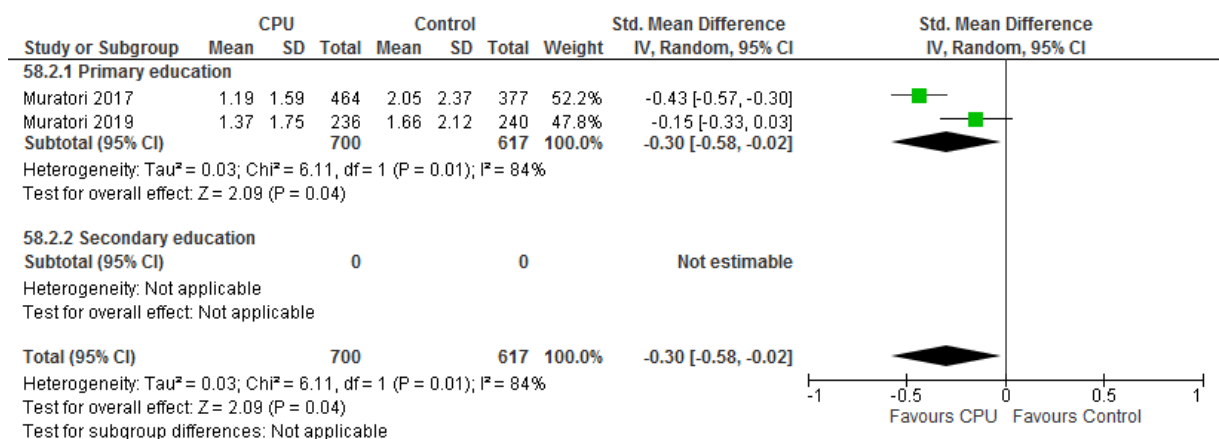 CPU Control Std. Mean Difference Std. Mean Difference
Study or Subgroup Mean SD Total Mean SD Total Weight IV, Random, 95% CI IV, Random, 95% CI
58.2.1 Primary education
Muratori 2017 1.19 1.59 464 2.05 2.37 377 52.2% -0.43 [-0.57, -0.30]
Muratori 2019 1.37 1.75 236 1.66 2.12 240 47.8% -0.15 [-0.33, 0.03]
Subtotal (95% CI) 700 617 100.0% -0.30 [-0.58, -0.02]
Heterogeneity: Tau² = 0.03; Chi² = 6.11, df = 1 (P = 0.01); I² = 84%
Test for overall effect: Z = 2.09 (P = 0.04)
58.2.2 Secondary education
Subtotal (95% CI) 0 0 Not estimable
Heterogeneity: Not applicable
Test for overall effect: Not applicable
Total (95% CI) 700 617 100.0% -0.30 [-0.58, -0.02]
Heterogeneity: Tau² = 0.03; Chi² = 6.11, df = 1 (P = 0.01); I² = 84%
Test for overall effect: Z = 2.09 (P = 0.04)
Test for subgroup differences: Not applicable
-1 -0.5 0 0.5 1
Favours CPU Favours Control